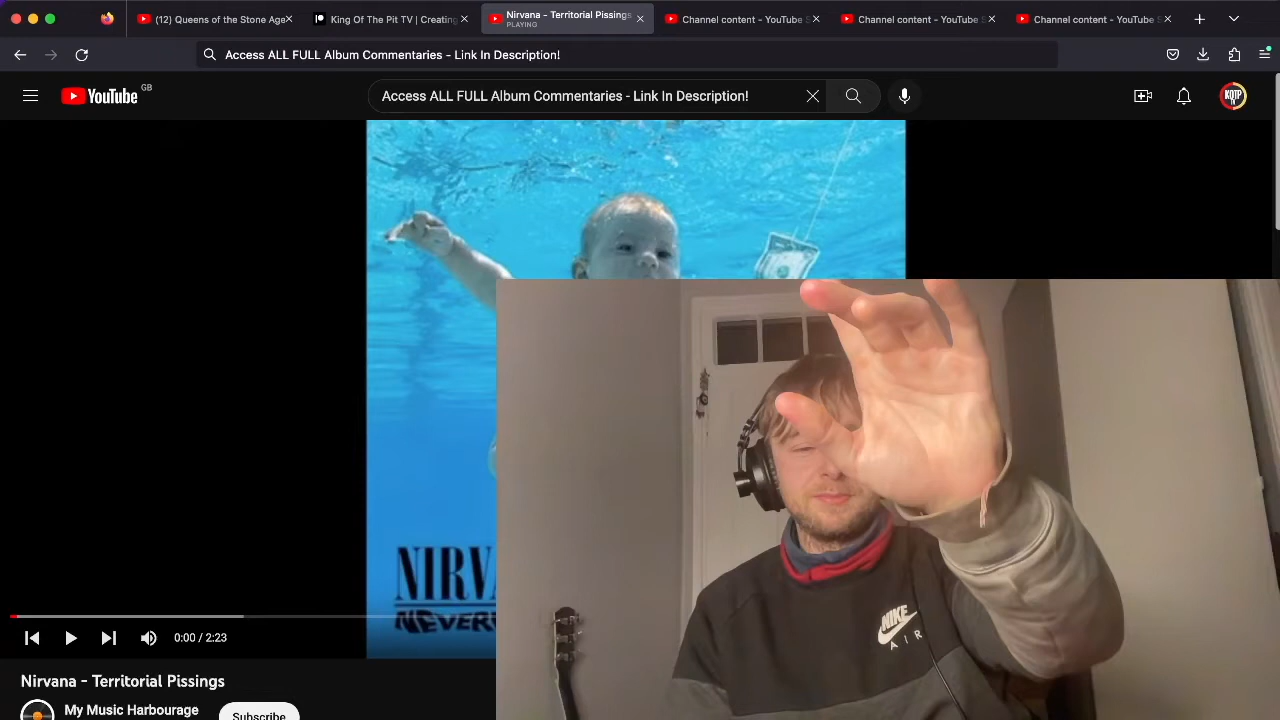 (12) Queens of the Stone Age
King Of The Pit TV | Creating
Nirvana - Territorial Pissings
PLAYING
Channel content - YouTube S
Channel content - YouTube S
Channel content - YouTube S
Access ALL FULL Album Commentaries - Link In Description!
YouTube GB
Access ALL FULL Album Commentaries - Link In Description!
KOTP
TV
NIRV
NEVER
NIKE
AIR
0:00 / 2:23
Nirvana - Territorial Pissings
My Music Harbourage
Subscribe